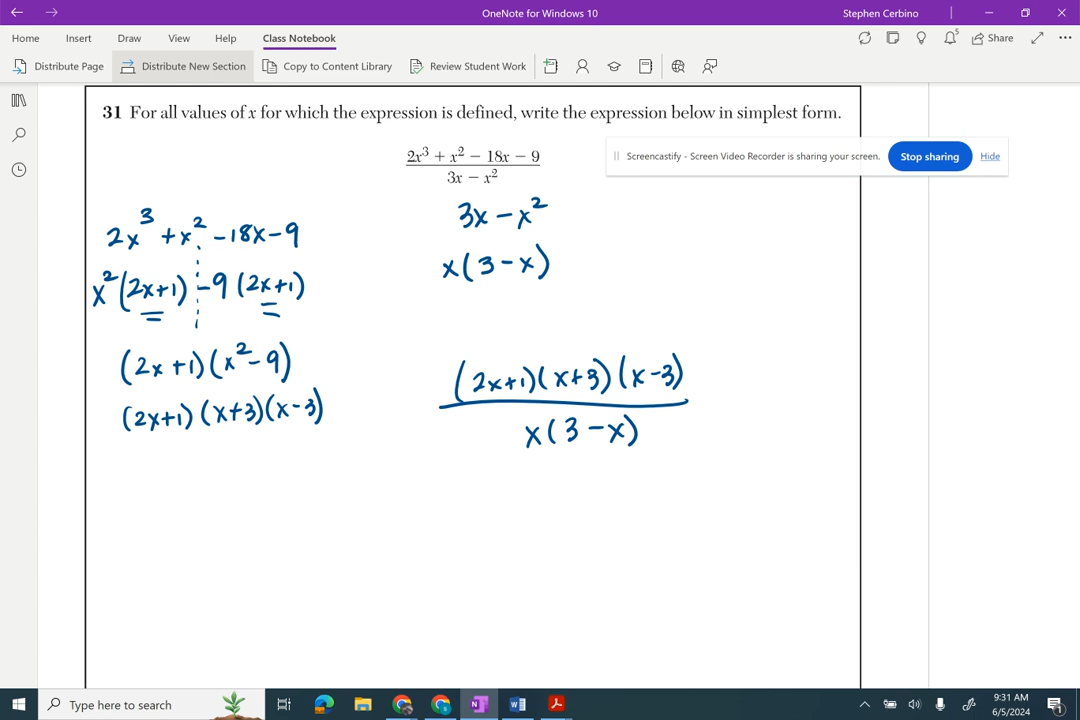 OneNote for Windows 10
Stephen Cerbino
Home Insert Draw View Help Class Notebook
5
Share
Distribute Page Distribute New Section Copy to Content Library Review Student Work
31 For all values of x for which the expression is defined, write the expression below in simplest form.
2x³ + x² − 18x − 9
3x − x²
Screencastify - Screen Video Recorder is sharing your screen. Stop sharing Hide
2x³ + x² − 18x − 9
x²(2x+1) − 9(2x+1)
(2x+1)(x² − 9)
(2x+1)(x+3)(x−3)
3x − x²
x(3−x)
(2x+1)(x+3)(x−3)
x(3−x)
Type here to search
N
W
9:31 AM
6/5/2024
1